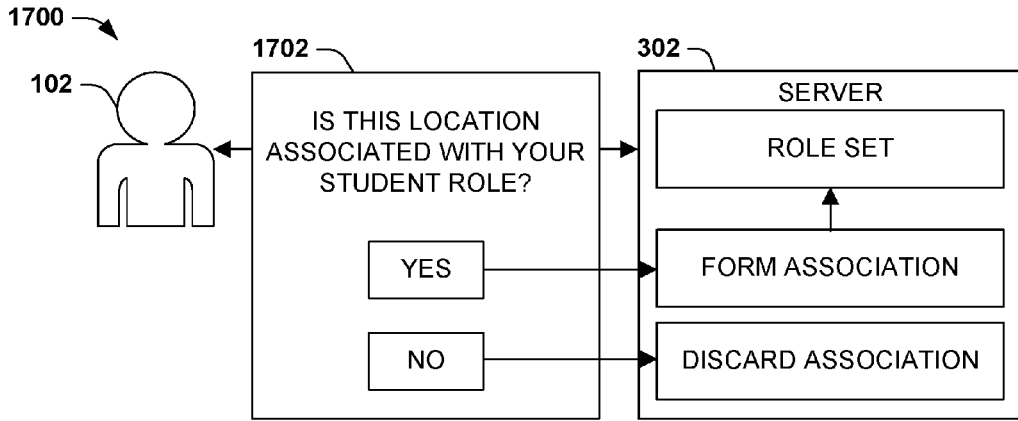 1700
102
1702
IS THIS LOCATION
ASSOCIATED WITH YOUR
STUDENT ROLE?
YES
NO
302
SERVER
ROLE SET
FORM ASSOCIATION
DISCARD ASSOCIATION